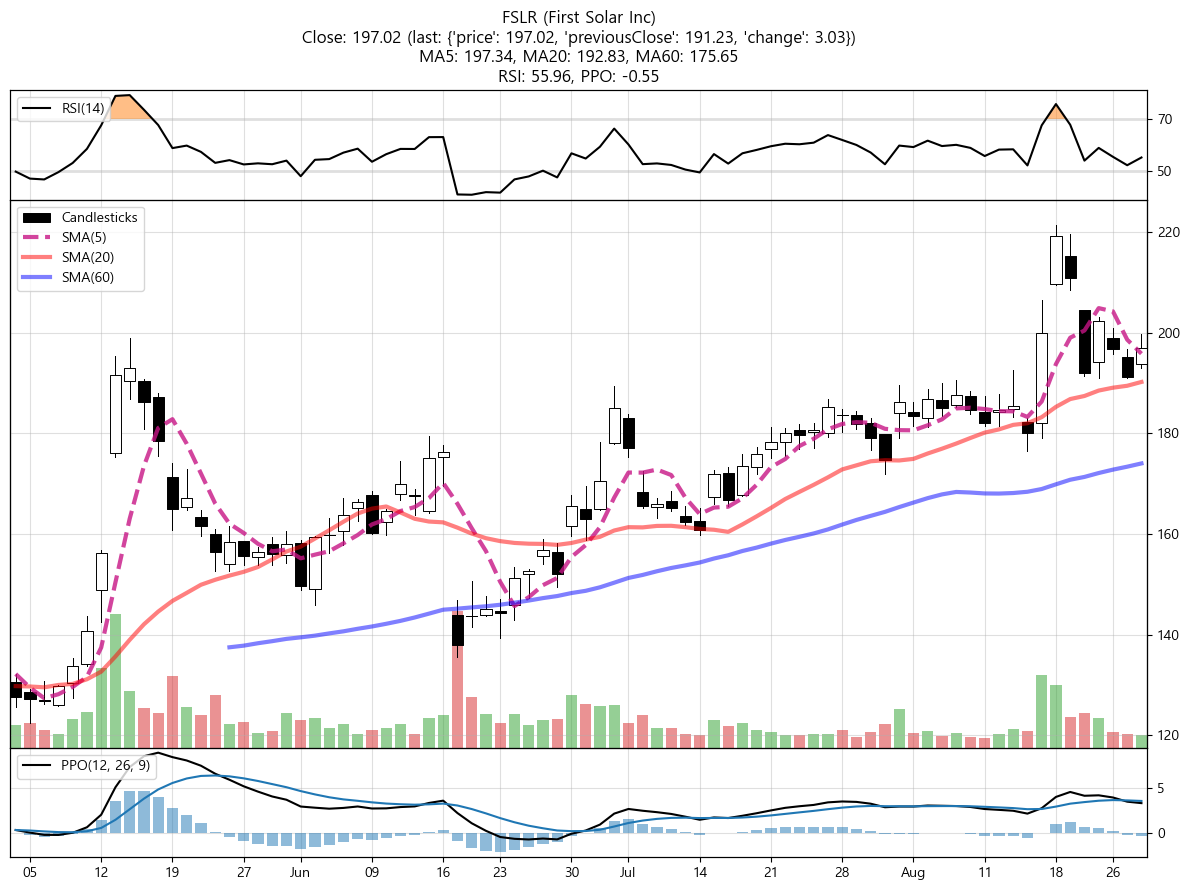 FSLR (First Solar Inc)
Close: 197.02 (last: {'price': 197.02, 'previousClose': 191.23, 'change': 3.03})
MA5: 197.34, MA20: 192.83, MA60: 175.65
RSI: 55.96, PPO: -0.55
RSI(14)
70
50
Candlesticks
SMA(5)
SMA(20)
SMA(60)
220
200
180
160
140
120
PPO(12, 26, 9)
5
0
05 12 19 27 Jun 09 16 23 30 Jul 14 21 28 Aug 11 18 26